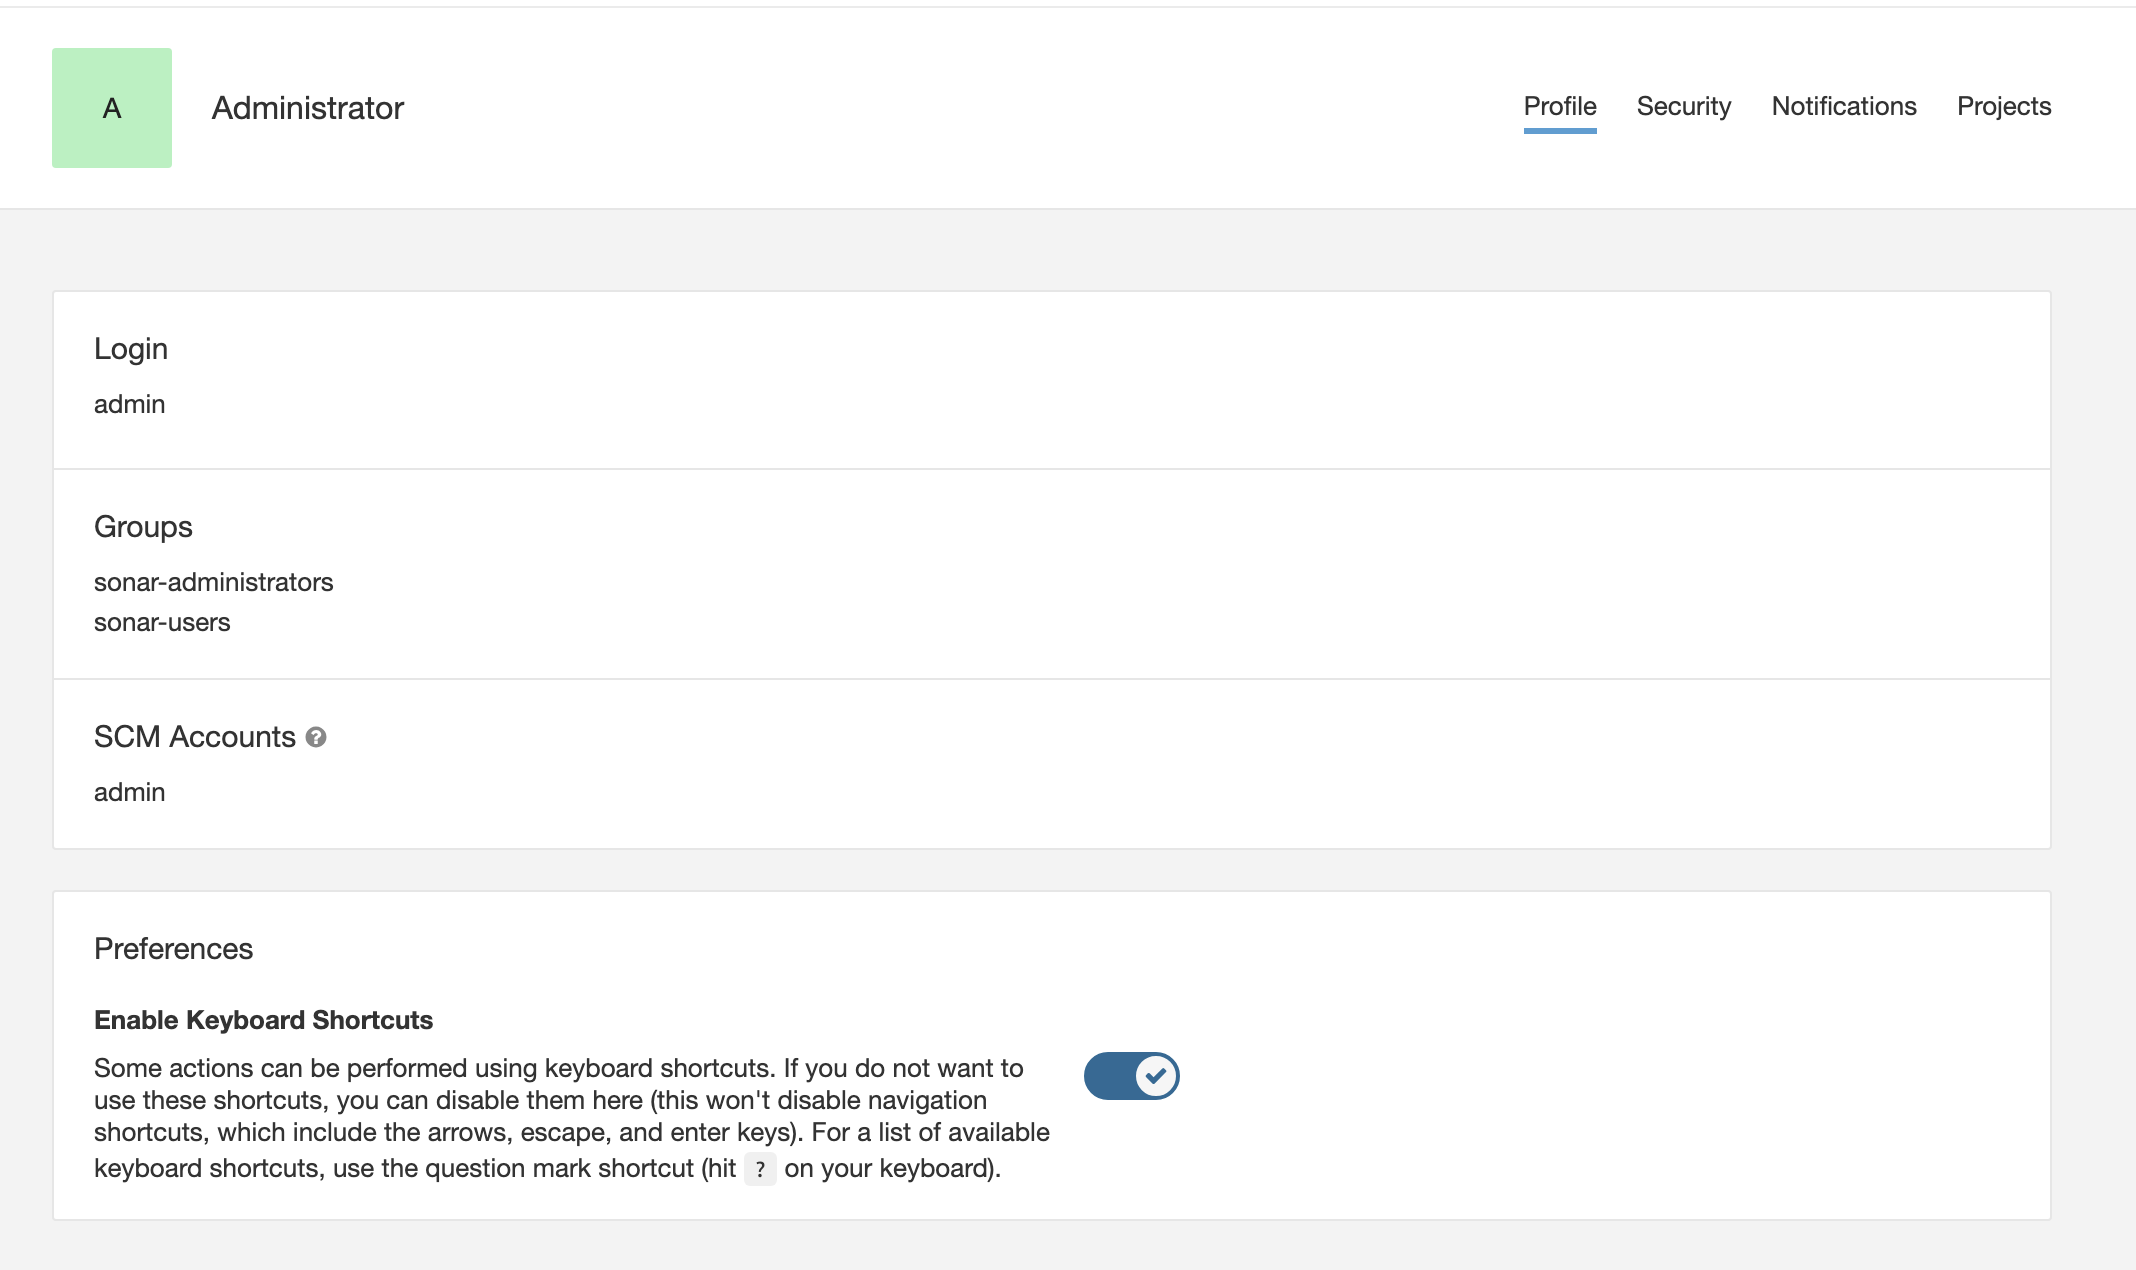 A
Administrator
Profile
Security
Notifications
Projects
Login
admin
Groups
sonar-administrators
sonar-users
SCM Accounts ?
admin
Preferences
Enable Keyboard Shortcuts
Some actions can be performed using keyboard shortcuts. If you do not want to
use these shortcuts, you can disable them here (this won't disable navigation
shortcuts, which include the arrows, escape, and enter keys). For a list of available
keyboard shortcuts, use the question mark shortcut (hit ? on your keyboard).